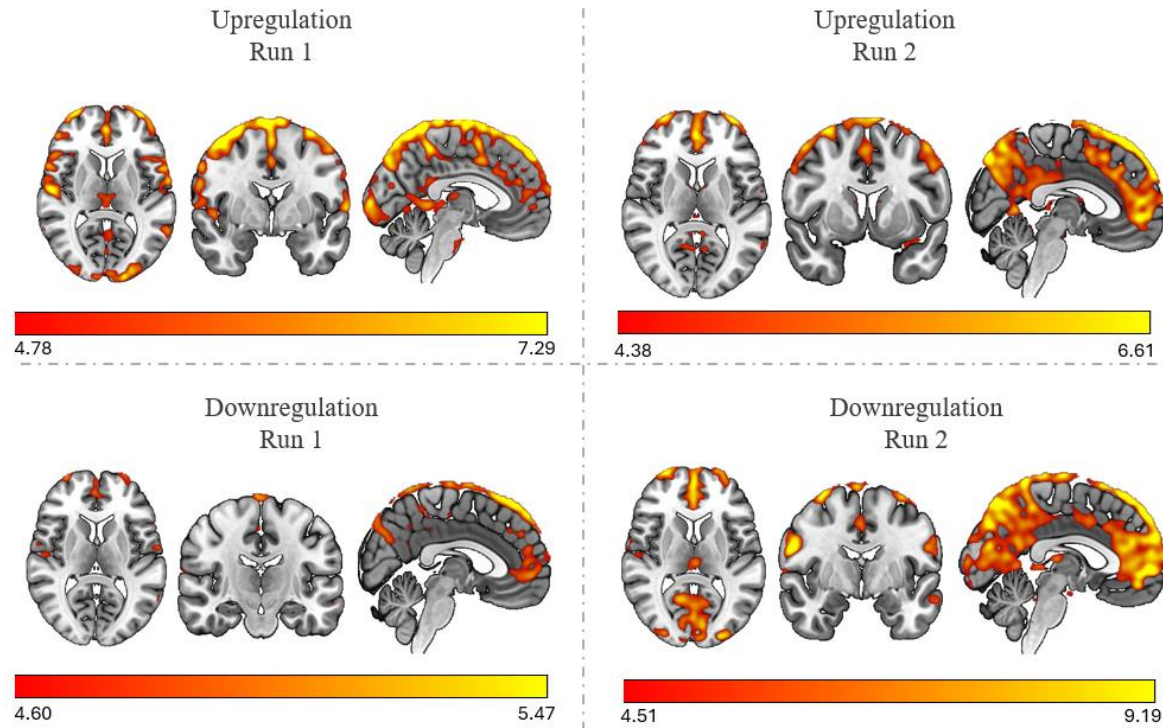 Upregulation
Run 1
4.78 7.29
Upregulation
Run 2
4.38 6.61
Downregulation
Run 1
4.60 5.47
Downregulation
Run 2
4.51 9.19